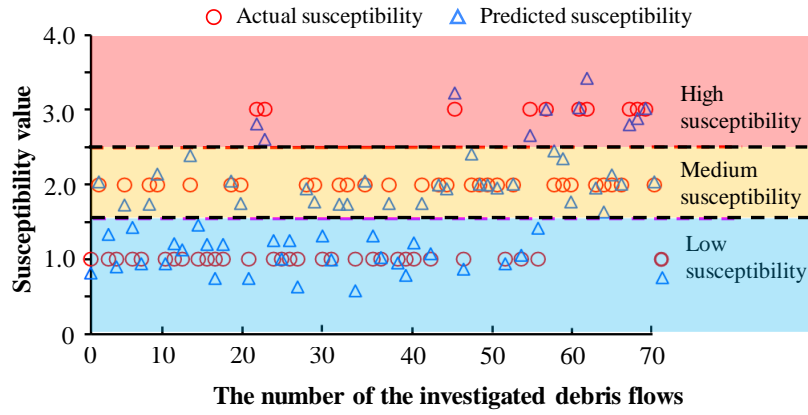 Actual susceptibility Predicted susceptibility
4.0
3.0
2.0
1.0
0
Susceptibility value
High
susceptibility
Medium
susceptibility
Low
susceptibility
0 10 20 30 40 50 60 70
The number of the investigated debris flows